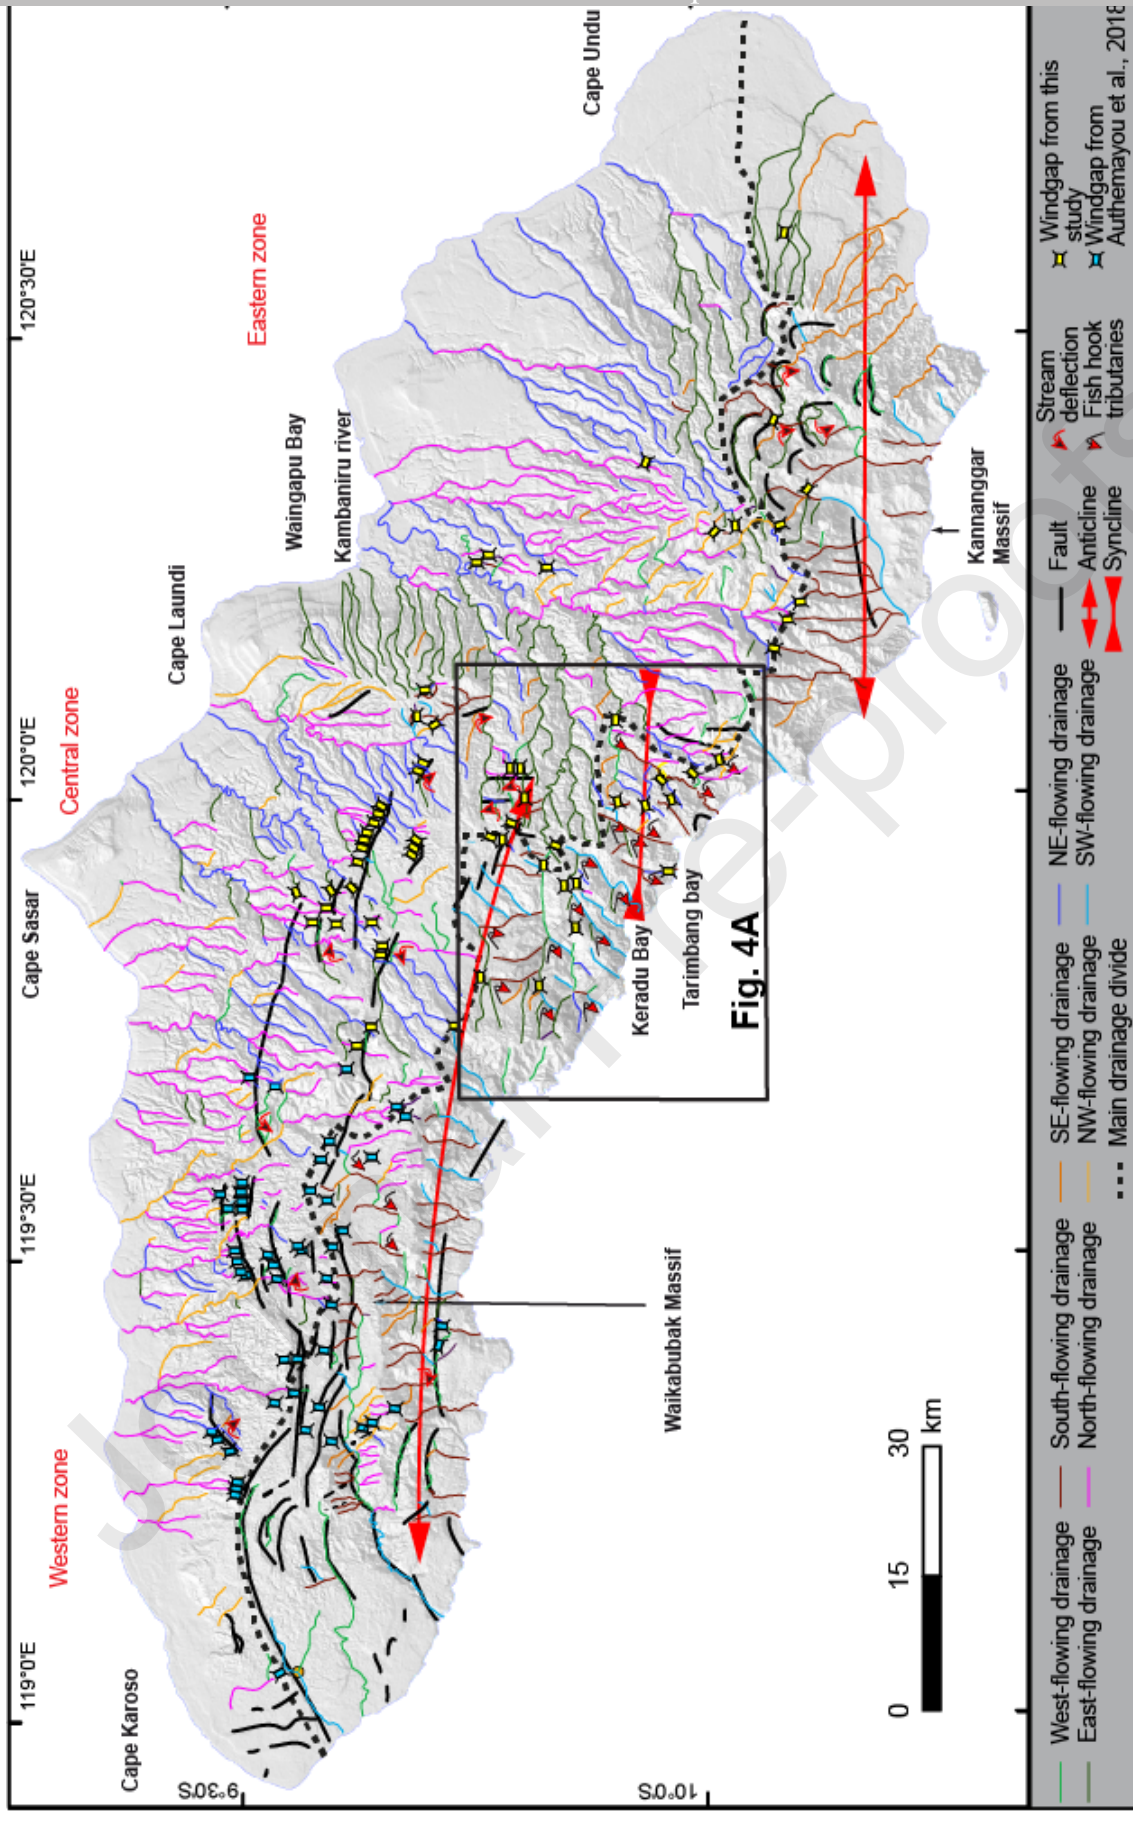 119°0'E
119°30'E
120°0'E
120°30'E
9°30'S
10°0'S
Western zone
Central zone
Eastern zone
Cape Karoso
Cape Sasar
Cape Laundi
Waingapu Bay
Kambaniru river
Cape Undu
Waikabubak Massif
Keradu Bay
Tarimbang bay
Fig. 4A
Kannanggar
Massif
0 15 30
km
West-flowing drainage
East-flowing drainage
South-flowing drainage
North-flowing drainage
SE-flowing drainage
NW-flowing drainage
Main drainage divide
NE-flowing drainage
SW-flowing drainage
Fault
Anticline
Syncline
Stream
deflection
Fish hook
tributaries
Windgap from this
study
Windgap from
Authemayou et al., 2018
re-proofs